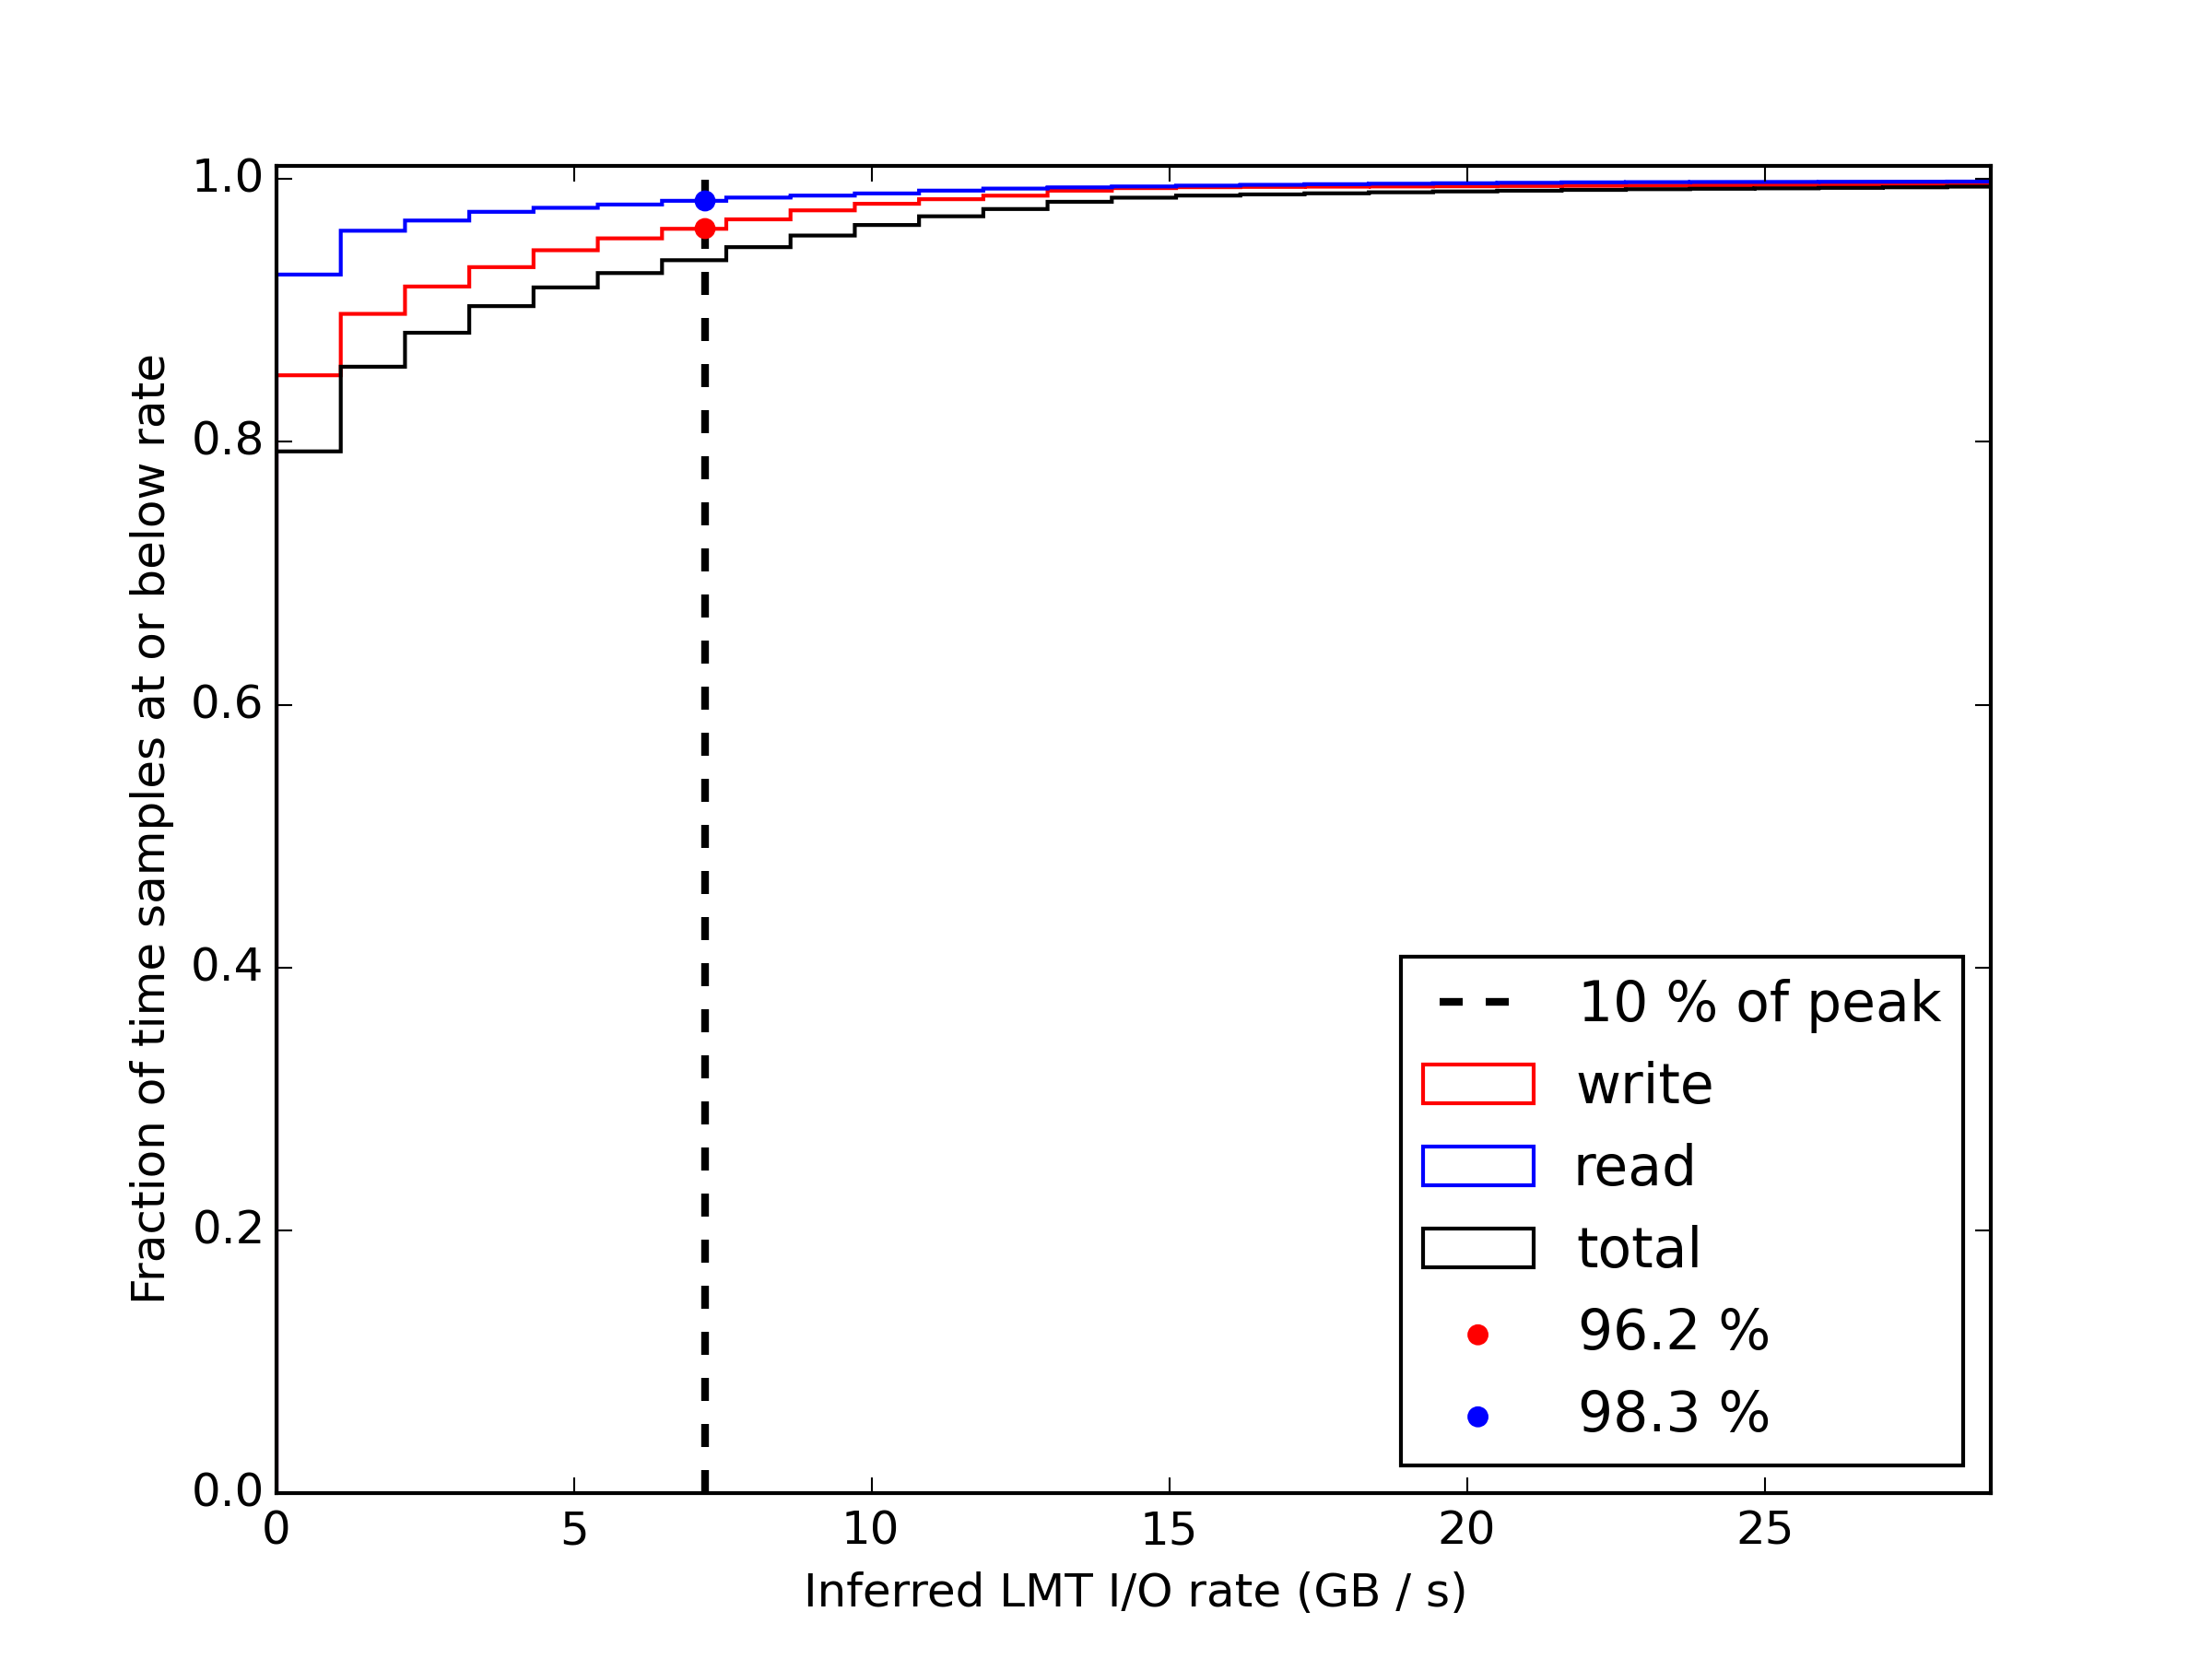 1.0
0.8
0.6
0.4
0.2
0.0
Fraction of time samples at or below rate
0 5 10 15 20 25
Inferred LMT I/O rate (GB / s)
10 % of peak
write
read
total
96.2 %
98.3 %